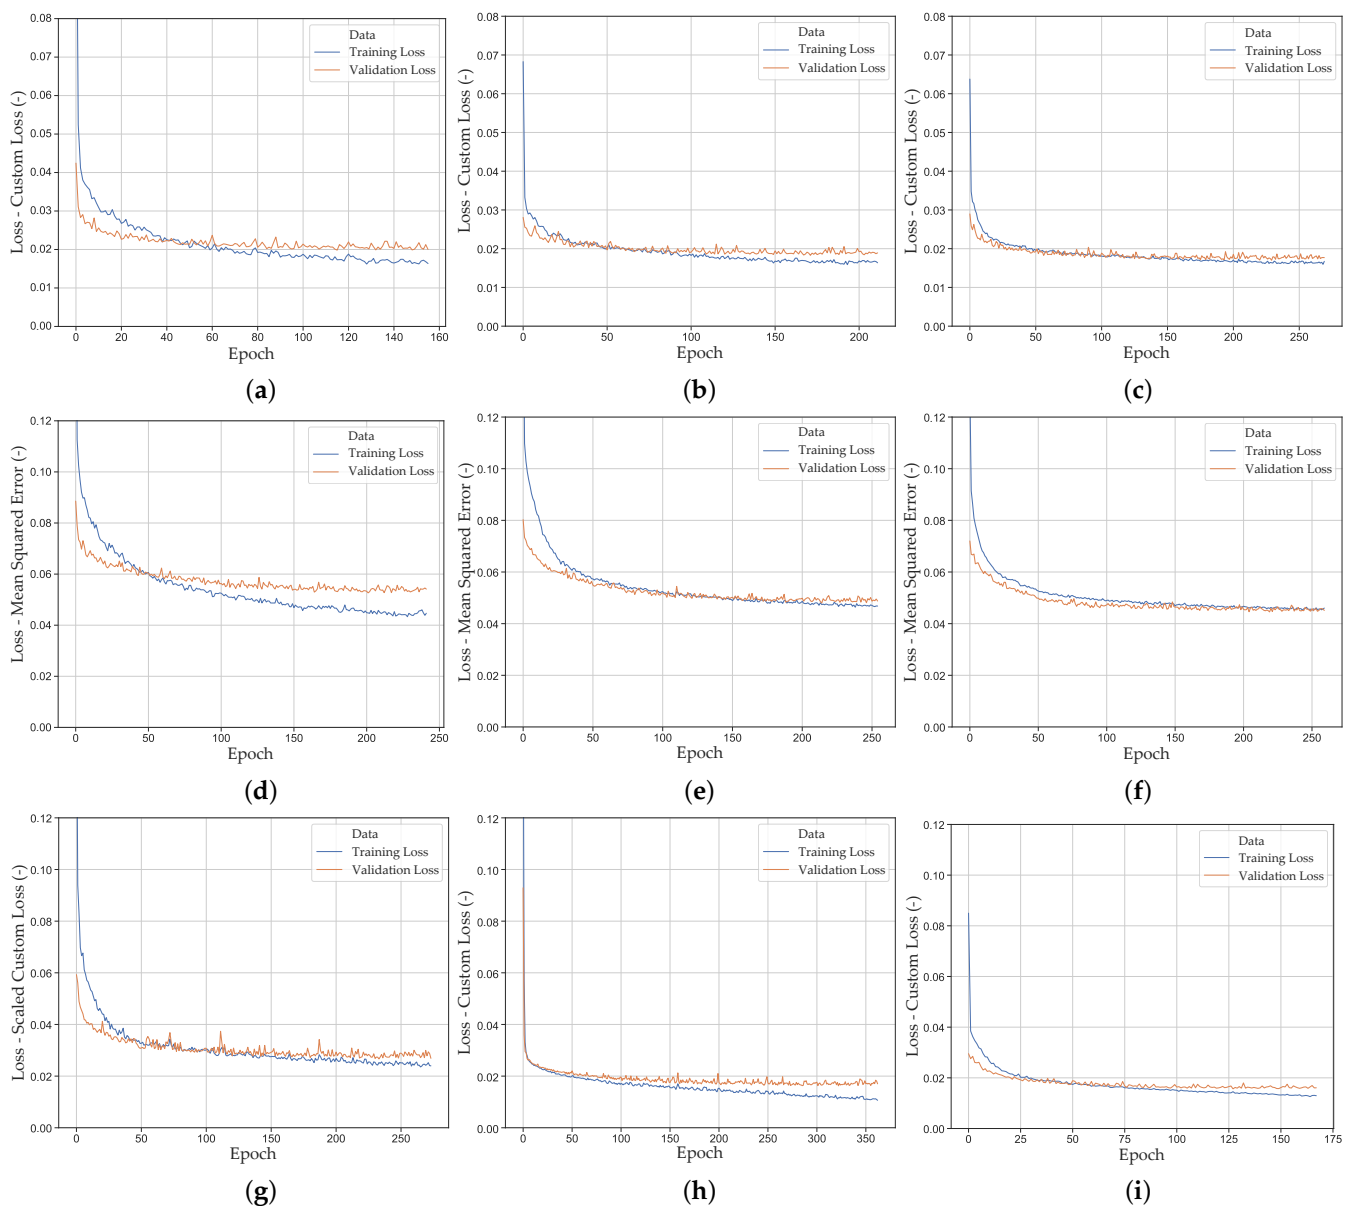 Loss - Custom Loss (-)
0.08
0.07
0.06
0.05
0.04
0.03
0.02
0.01
0.00
Data
Training Loss
Validation Loss
0 20 40 60 80 100 120 140 160
Epoch
(a)
Loss - Custom Loss (-)
0.08
0.07
0.06
0.05
0.04
0.03
0.02
0.01
0.00
Data
Training Loss
Validation Loss
0 50 100 150 200
Epoch
(b)
Loss - Custom Loss (-)
0.08
0.07
0.06
0.05
0.04
0.03
0.02
0.01
0.00
Data
Training Loss
Validation Loss
0 50 100 150 200 250
Epoch
(c)
Loss - Mean Squared Error (-)
0.12
0.10
0.08
0.06
0.04
0.02
0.00
Data
Training Loss
Validation Loss
0 50 100 150 200 250
Epoch
(d)
Loss - Mean Squared Error (-)
0.12
0.10
0.08
0.06
0.04
0.02
0.00
Data
Training Loss
Validation Loss
0 50 100 150 200 250
Epoch
(e)
Loss - Mean Squared Error (-)
0.12
0.10
0.08
0.06
0.04
0.02
0.00
Data
Training Loss
Validation Loss
0 50 100 150 200 250
Epoch
(f)
Loss - Scaled Custom Loss (-)
0.12
0.10
0.08
0.06
0.04
0.02
0.00
Data
Training Loss
Validation Loss
0 50 100 150 200 250
Epoch
(g)
Loss - Custom Loss (-)
0.12
0.10
0.08
0.06
0.04
0.02
0.00
Data
Training Loss
Validation Loss
0 50 100 150 200 250 300 350
Epoch
(h)
Loss - Custom Loss (-)
0.12
0.10
0.08
0.06
0.04
0.02
0.00
Data
Training Loss
Validation Loss
0 25 50 75 100 125 150 175
Epoch
(i)